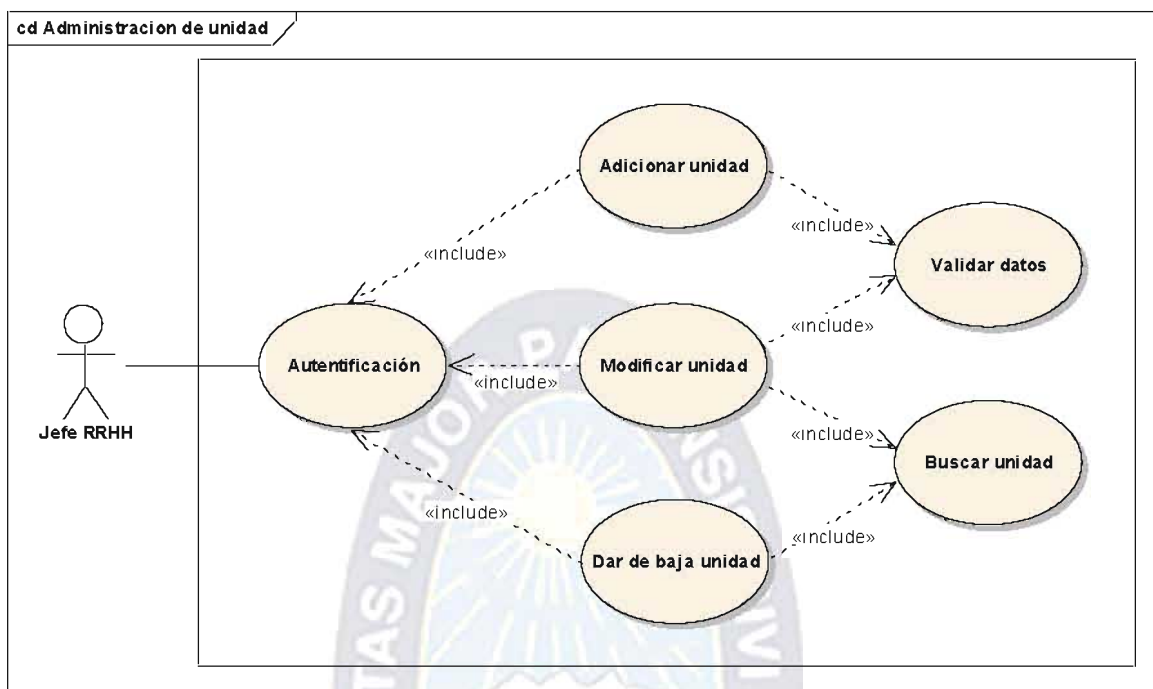 cd Administracion de unidad
Adicionar unidad
«include»
«include»
Validar datos
«include»
Autentificación
«include»
Modificar unidad
Jefe RRHH
«include»
Buscar unidad
«include»
«include»
Dar de baja unidad